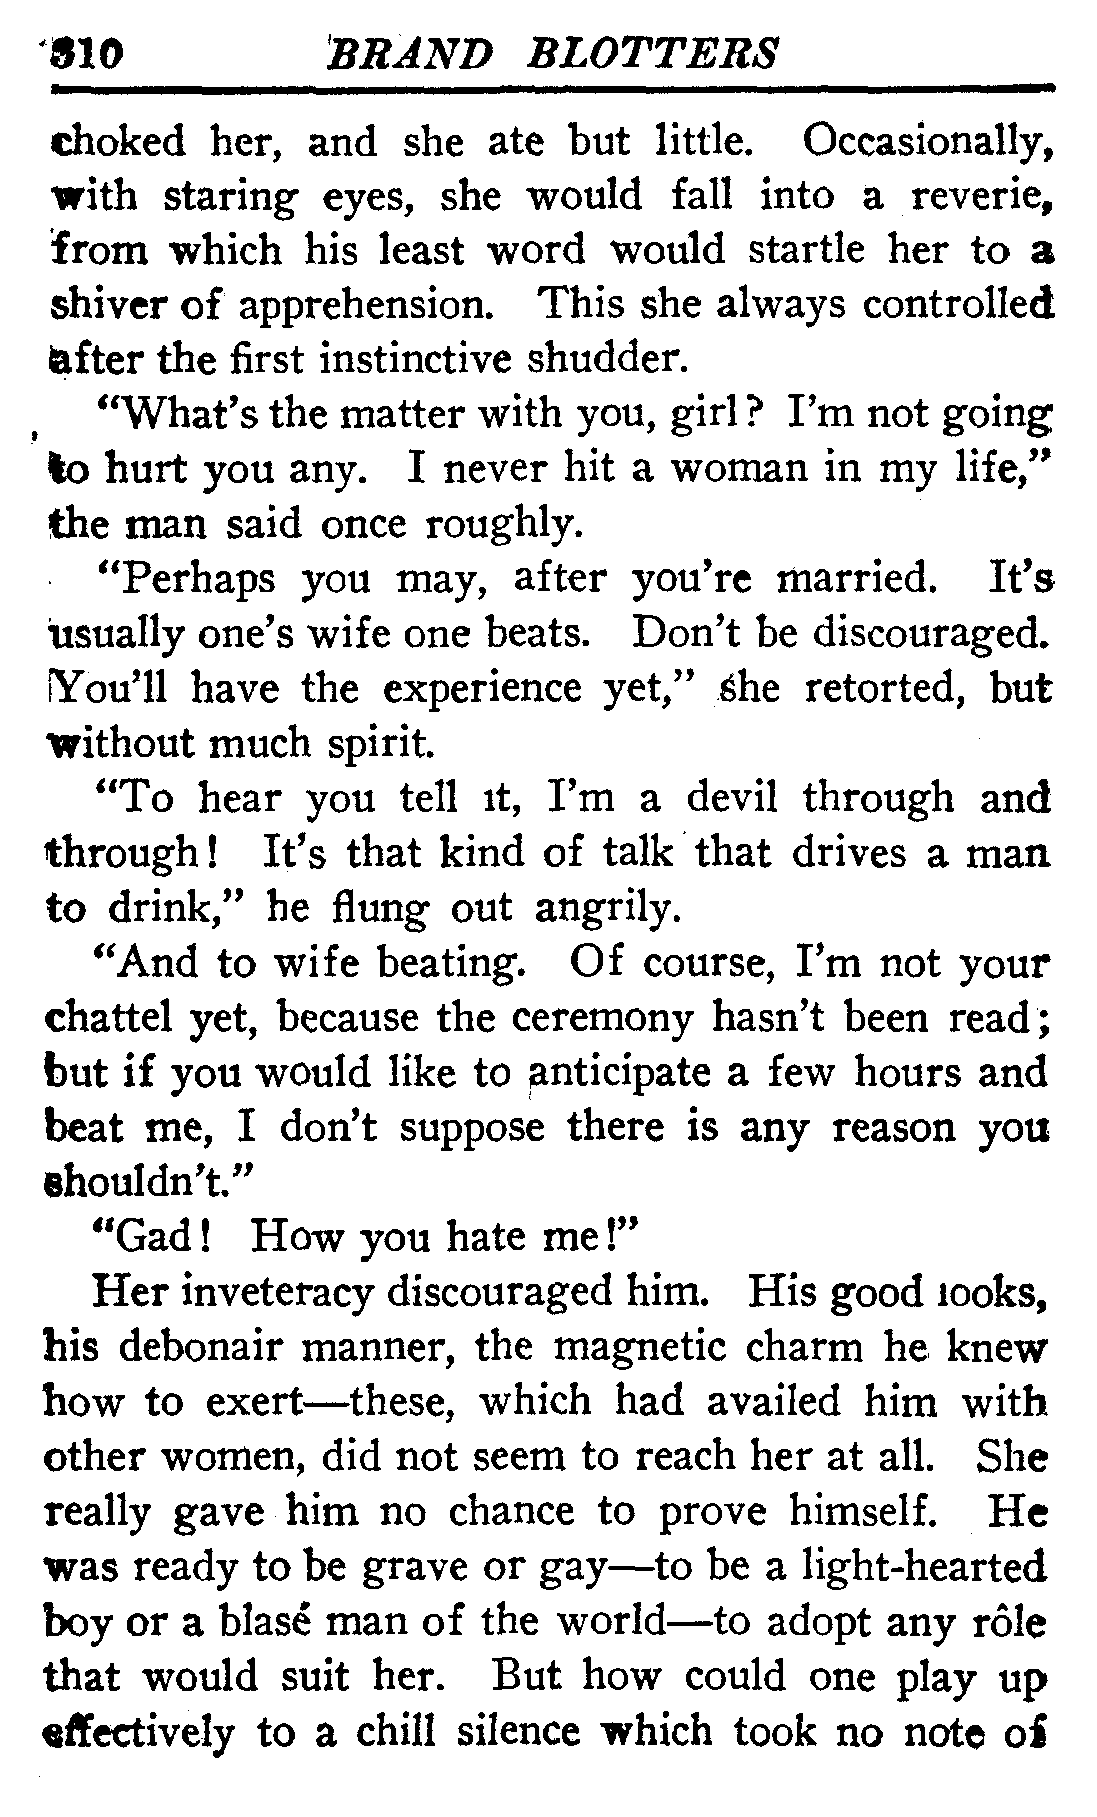 310 BRAND BLOTTERS
choked her, and she ate but little. Occasionally,
with staring eyes, she would fall into a reverie,
from which his least word would startle her to a
shiver of apprehension. This she always controlled
after the first instinctive shudder.
"What's the matter with you, girl? I'm not going
to hurt you any. I never hit a woman in my life,"
the man said once roughly.
"Perhaps you may, after you're married. It's
usually one's wife one beats. Don't be discouraged.
You'll have the experience yet," she retorted, but
without much spirit.
"To hear you tell it, I'm a devil through and
through! It's that kind of talk that drives a man
to drink," he flung out angrily.
"And to wife beating. Of course, I'm not your
chattel yet, because the ceremony hasn't been read;
but if you would like to anticipate a few hours and
beat me, I don't suppose there is any reason you
shouldn't."
"Gad! How you hate me!"
Her inveteracy discouraged him. His good looks,
his debonair manner, the magnetic charm he knew
how to exert—these, which had availed him with
other women, did not seem to reach her at all. She
really gave him no chance to prove himself. He
was ready to be grave or gay—to be a light-hearted
boy or a blasé man of the world—to adopt any rôle
that would suit her. But how could one play up
effectively to a chill silence which took no note of